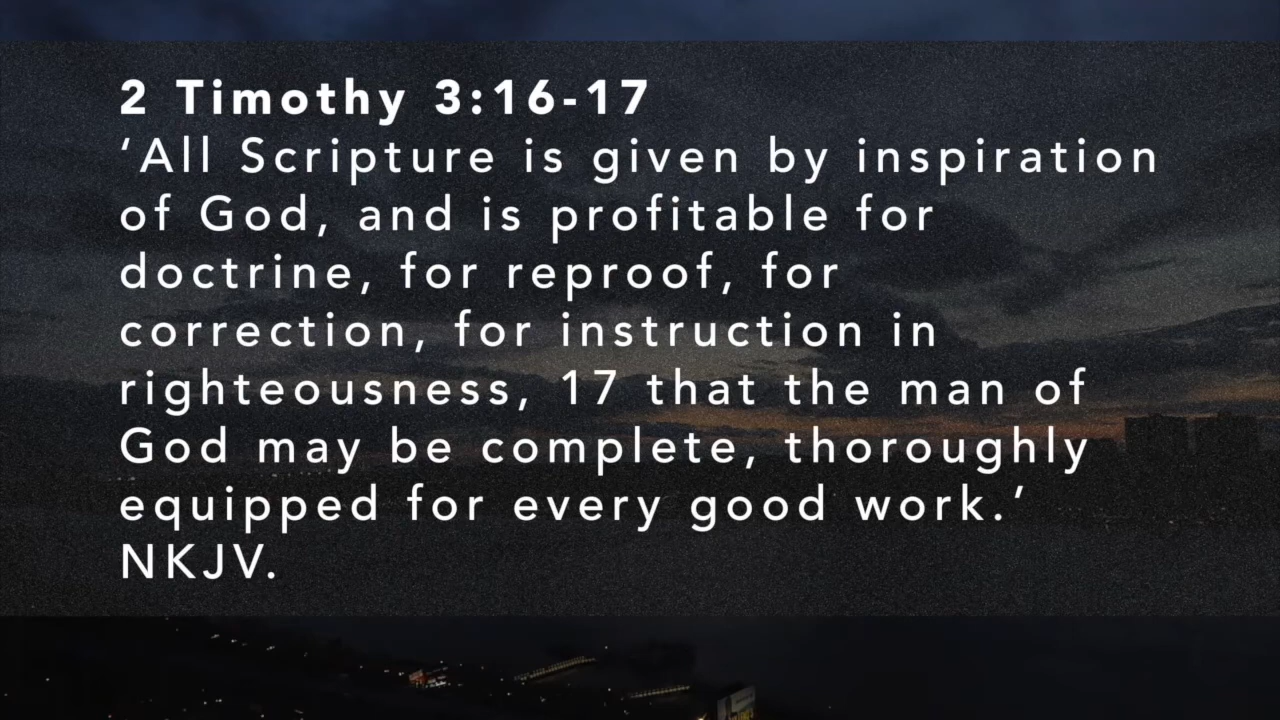 2 Timothy 3:16-17
‘All Scripture is given by inspiration
of God, and is profitable for
doctrine, for reproof, for
correction, for instruction in
righteousness, 17 that the man of
God may be complete, thoroughly
equipped for every good work.’
NKJV.